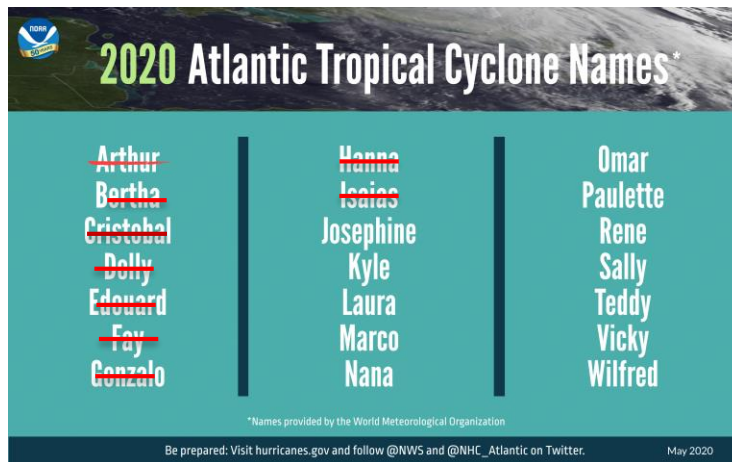 NOAA
50 YEARS
2020 Atlantic Tropical Cyclone Names*
Arthur
Bertha
Cristobal
Dolly
Edouard
Fay
Gonzalo
Hanna
Isaias
Josephine
Kyle
Laura
Marco
Nana
Omar
Paulette
Rene
Sally
Teddy
Vicky
Wilfred
*Names provided by the World Meteorological Organization
Be prepared: Visit hurricanes.gov and follow @NWS and @NHC_Atlantic on Twitter.
May 2020